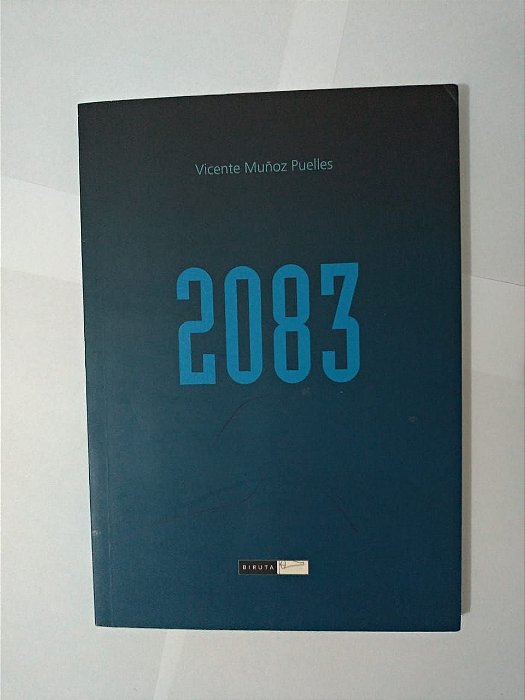 Vicente Muñoz Puelles
2083
BIRUTA